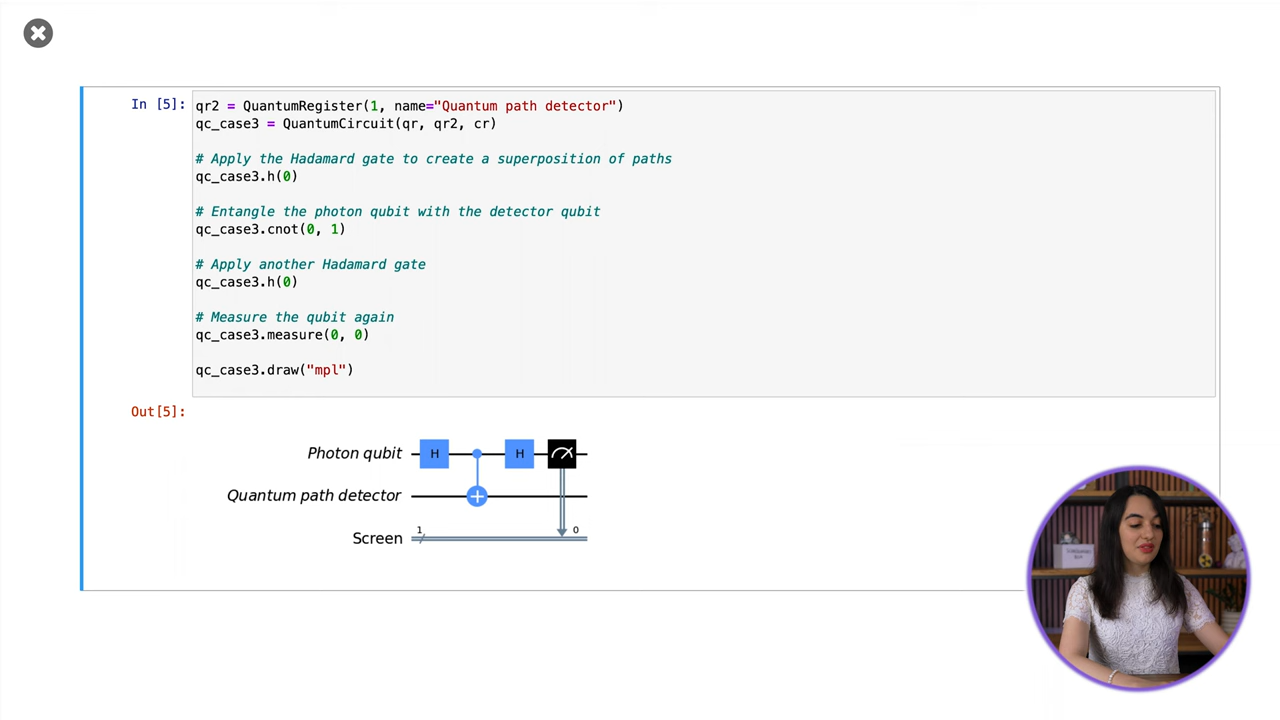 In [5]:
qr2 = QuantumRegister(1, name="Quantum path detector")
qc_case3 = QuantumCircuit(qr, qr2, cr)
# Apply the Hadamard gate to create a superposition of paths
qc_case3.h(0)
# Entangle the photon qubit with the detector qubit
qc_case3.cnot(0, 1)
# Apply another Hadamard gate
qc_case3.h(0)
# Measure the qubit again
qc_case3.measure(0, 0)
qc_case3.draw("mpl")
Out[5]:
Photon qubit H H
Quantum path detector
Screen 1 0